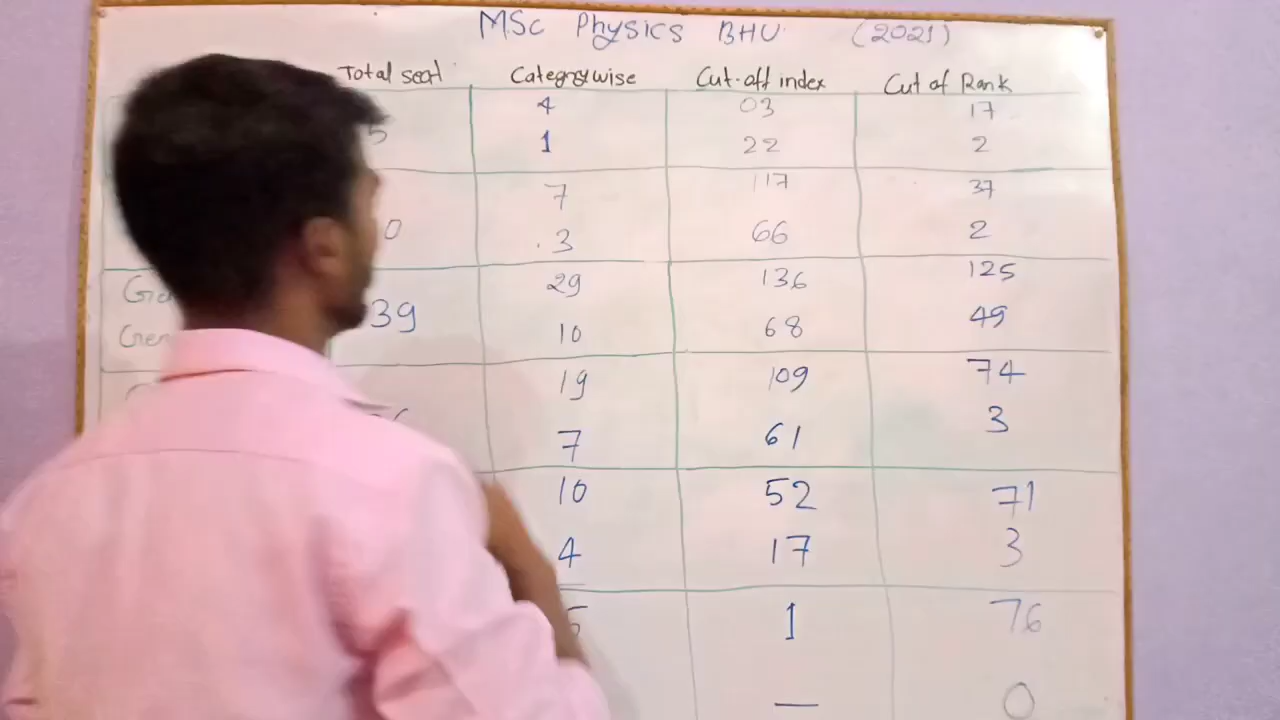 MSc Physics BHU (2021)
Total seat Categorywise Cut-off index Cut of Rank
4 03 17
5 1 22 2
7 117 37
0 .3 66 2
29 136 125
39 10 68 49
19 109 74
7 61 3
10 52 71
4 17 3
5 1 76
— 0